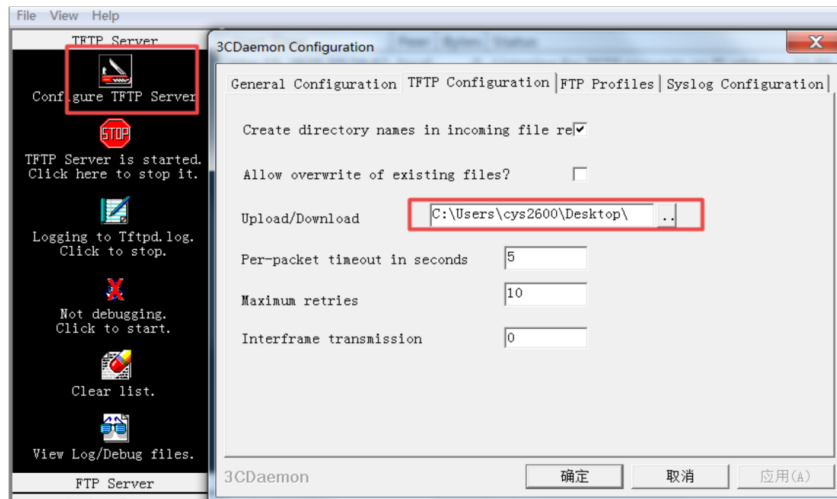 File View Help
TFTP Server
Configure TFTP Server
STOP
TFTP Server is started.
Click here to stop it.
Logging to Tftpd.log.
Click to stop.
Not debugging.
Click to start.
Clear list.
View Log/Debug files.
FTP Server
3CDaemon Configuration
General Configuration TFTP Configuration FTP Profiles Syslog Configuration
Create directory names in incoming file re
Allow overwrite of existing files?
Upload/Download C:\Users\cys2600\Desktop\ ..
Per-packet timeout in seconds 5
Maximum retries 10
Interframe transmission 0
3CDaemon 确定 取消 应用(A)